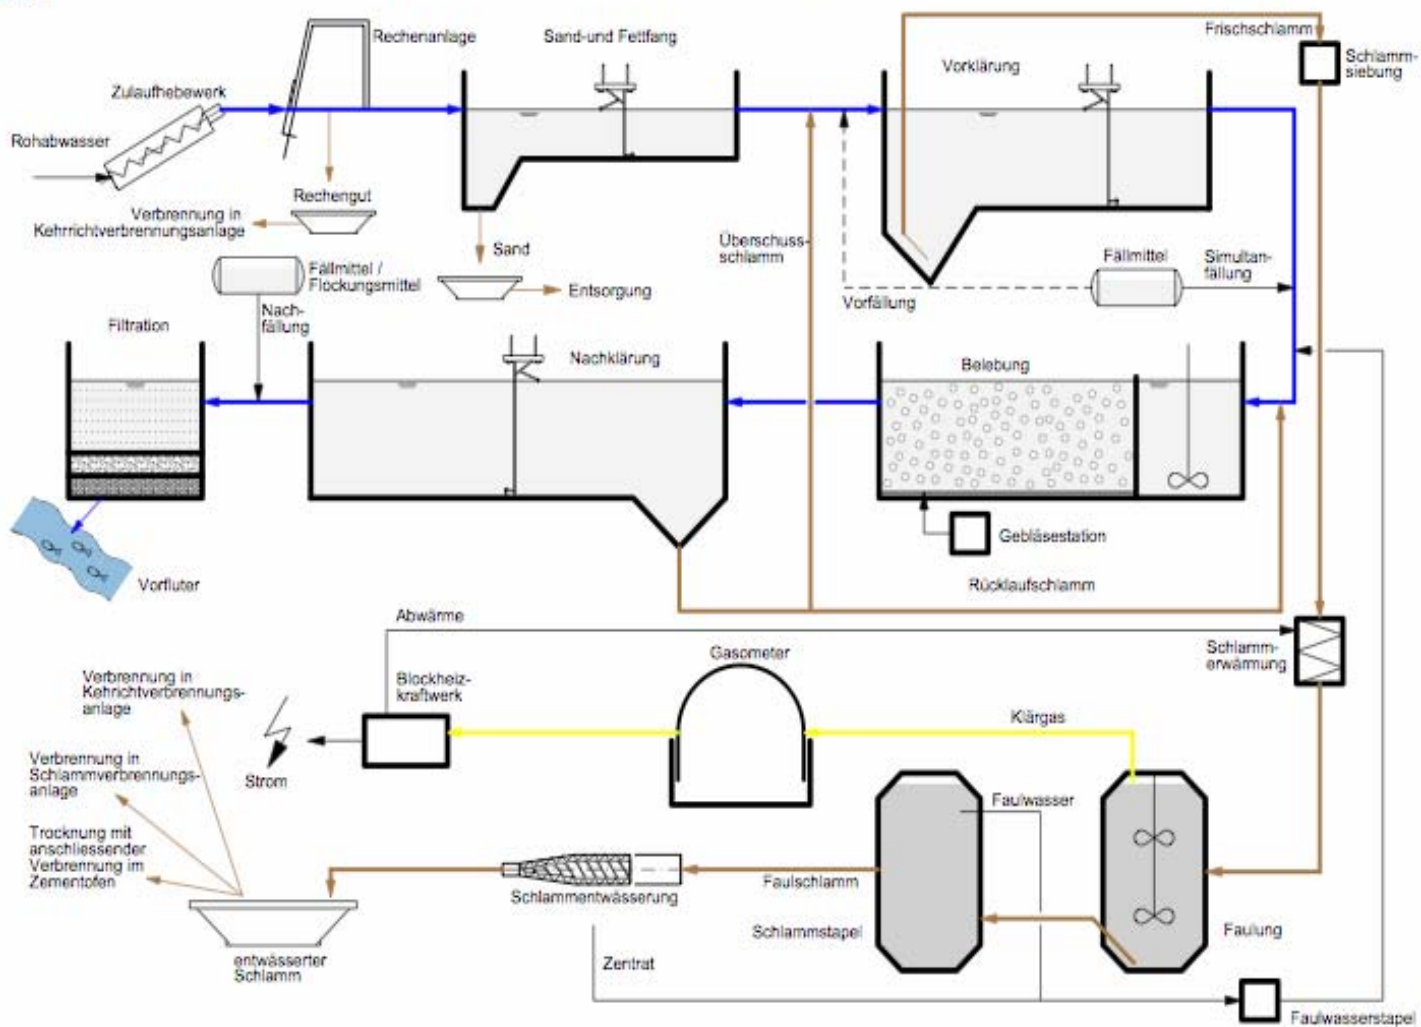 Rechenanlage
Sand-und Fettfang
Frischschlamm
Vorklärung
Schlamm-
siebung
Zulaufhebewerk
Rohabwasser
Rechengut
Verbrennung in
Kehrrichtverbrennungsanlage
Sand
Entsorgung
Überschuss-
schlamm
Fällmittel
Simultan-
fällung
Vorfällung
Fällmittel /
Flockungsmittel
Nach-
fällung
Filtration
Nachklärung
Belebung
Gebläsestation
Vorfluter
Rücklaufschlamm
Abwärme
Gasometer
Schlamm-
erwärmung
Blockheiz-
kraftwerk
Klärgas
Verbrennung in
Kehrichtverbrennungs-
anlage
Strom
Verbrennung in
Schlammverbrennungs-
anlage
Faulwasser
Trocknung mit
anschliessender
Verbrennung im
Zementofen
Schlammentwässerung
Faulschlamm
Schlammstapel
Faulung
entwässerter
Schlamm
Zentrat
Faulwasserstapel